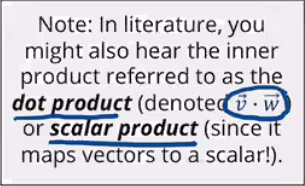 Note: In literature, you
might also hear the inner
product referred to as the
dot product (denoted v⃗ · w⃗)
or scalar product (since it
maps vectors to a scalar!).